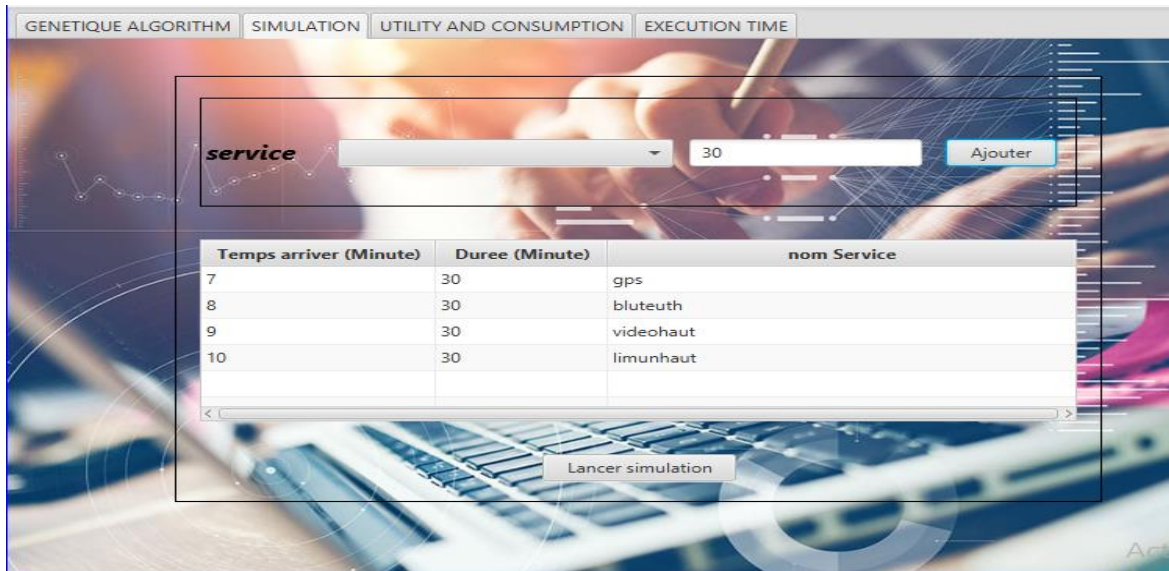 GENETIQUE ALGORITHM SIMULATION UTILITY AND CONSUMPTION EXECUTION TIME
service 30 Ajouter
Temps arriver (Minute) Duree (Minute) nom Service
7 30 gps
8 30 bluteuth
9 30 videohaut
10 30 limunhaut
Lancer simulation